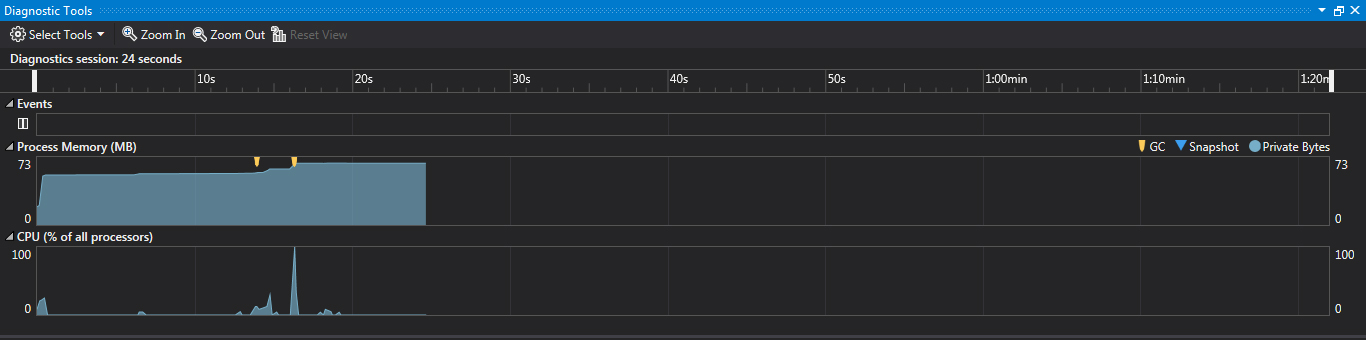 Diagnostic Tools
Select Tools Zoom In Zoom Out Reset View
Diagnostics session: 24 seconds
10s 20s 30s 40s 50s 1:00min 1:10min 1:20m
Events
Process Memory (MB) GC Snapshot Private Bytes
73 73
0 0
CPU (% of all processors)
100 100
0 0